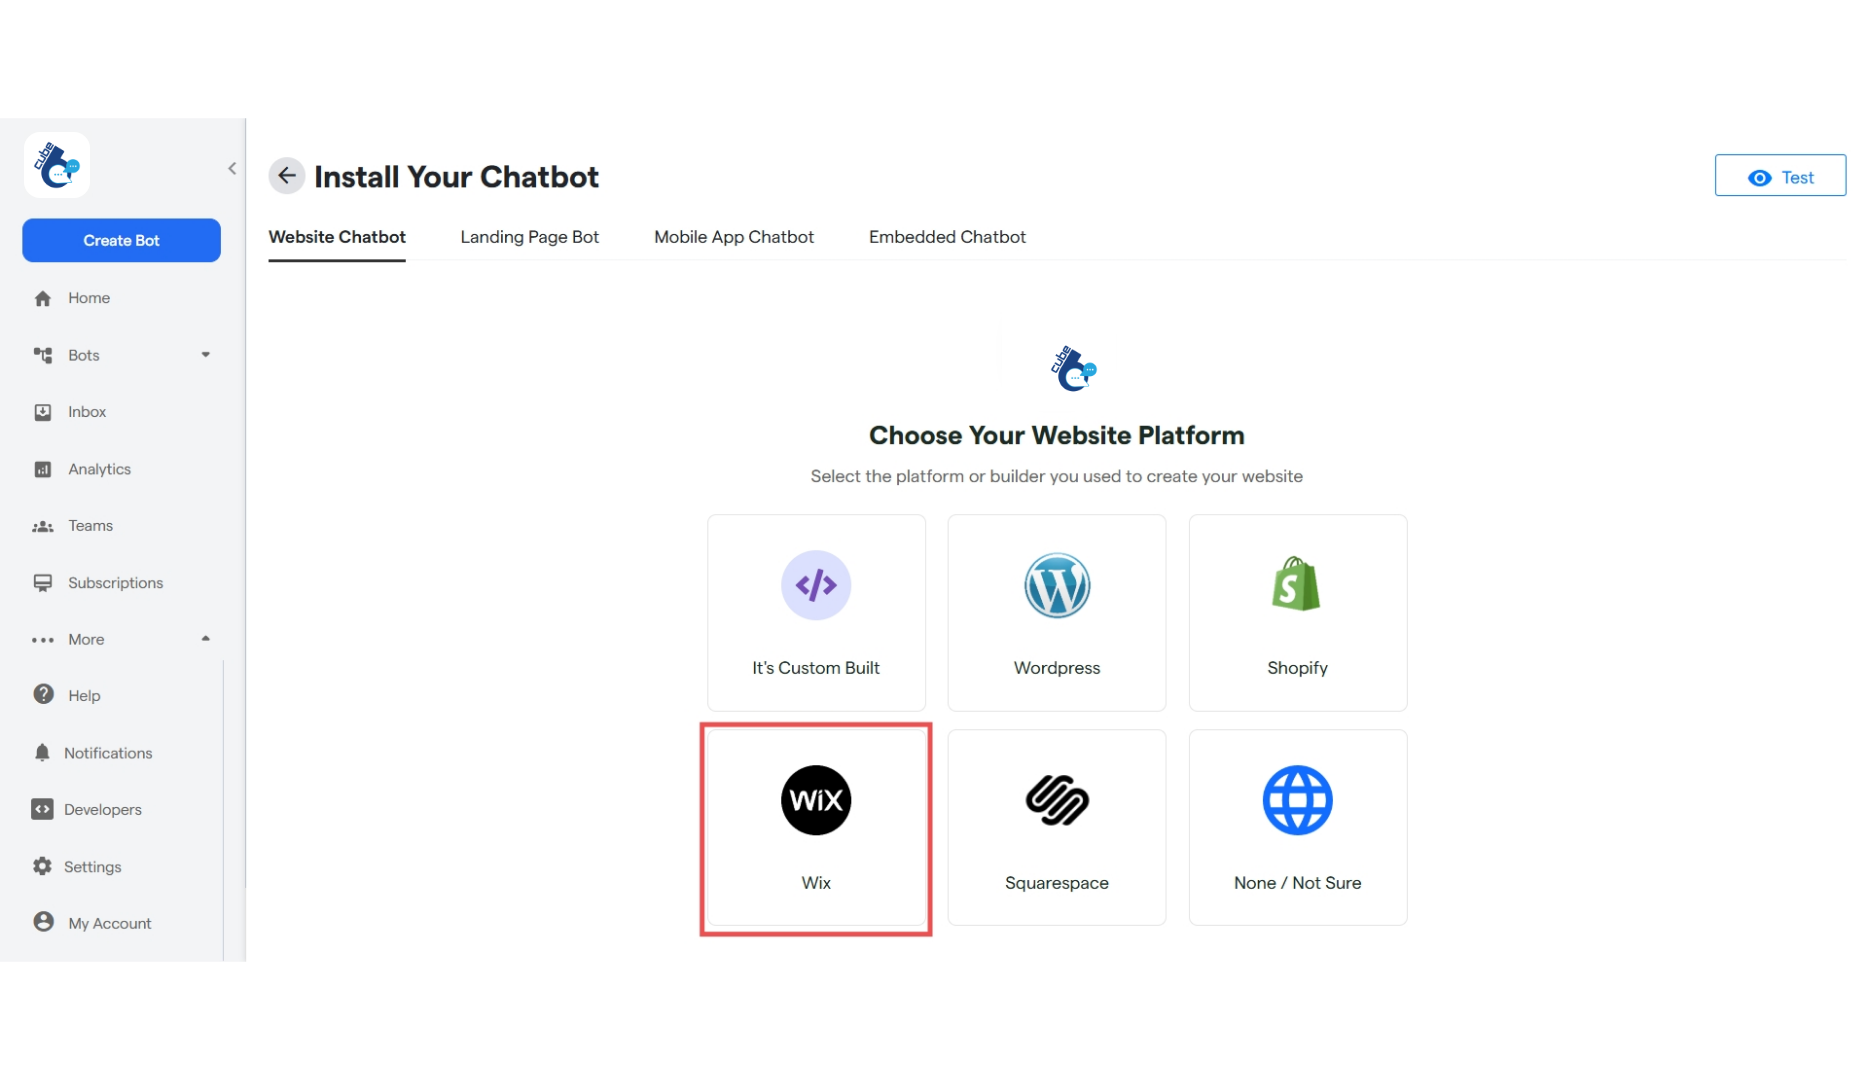 cube
Create Bot
Home
Bots
Inbox
Analytics
Teams
Subscriptions
More
Help
Notifications
Developers
Settings
My Account
Install Your Chatbot
Test
Website Chatbot
Landing Page Bot
Mobile App Chatbot
Embedded Chatbot
cube
Choose Your Website Platform
Select the platform or builder you used to create your website
It's Custom Built
Wordpress
Shopify
WiX
Wix
Squarespace
None / Not Sure